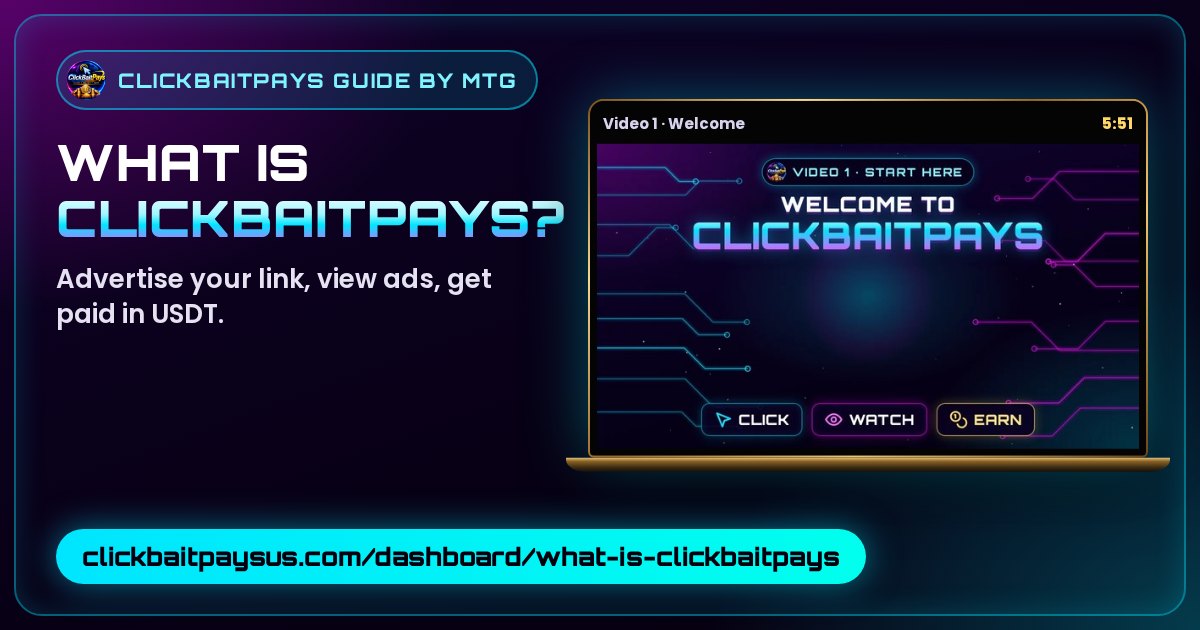 CLICKBAITPAYS GUIDE BY MTG
WHAT IS
CLICKBAITPAYS?
Advertise your link, view ads, get
paid in USDT.
Video 1 · Welcome
5:51
VIDEO 1 · START HERE
WELCOME TO
CLICKBAITPAYS
CLICK
WATCH
EARN
clickbaitpaysus.com/dashboard/what-is-clickbaitpays